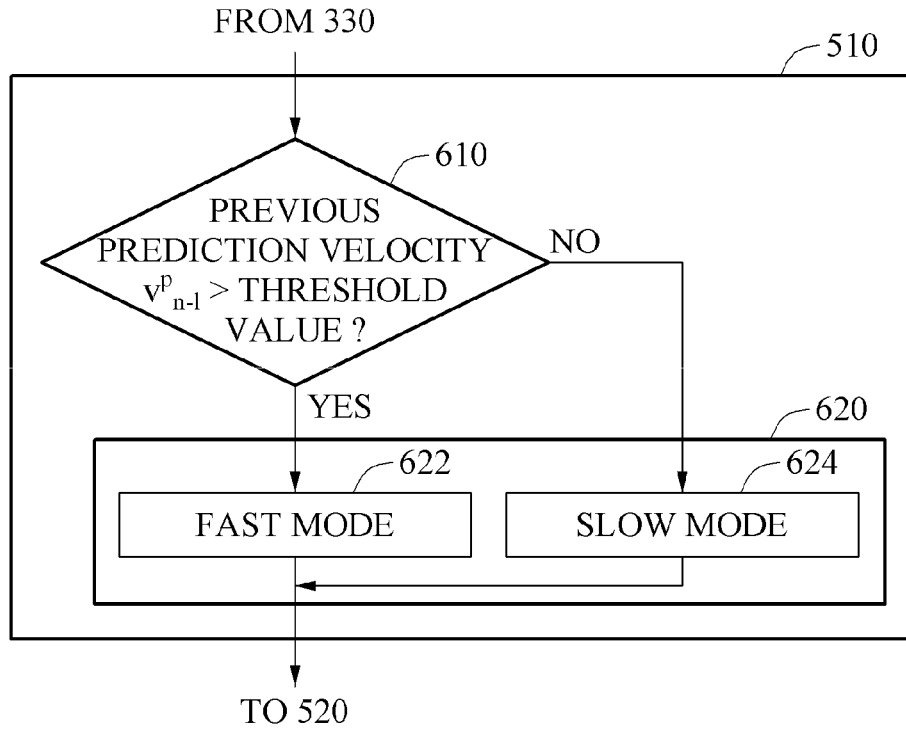 FROM 330
510
610
PREVIOUS
PREDICTION VELOCITY
v^p_n-1 > THRESHOLD
VALUE ?
NO
YES
620
622
624
FAST MODE
SLOW MODE
TO 520